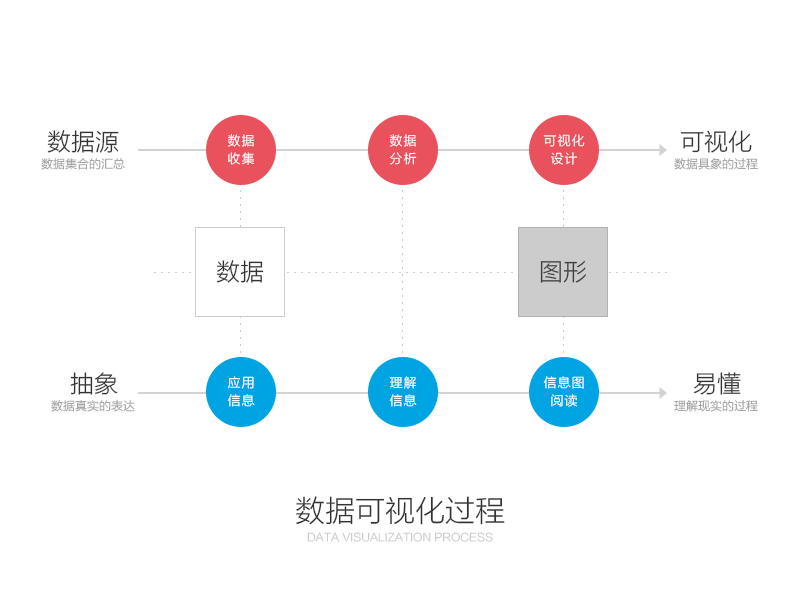 数据源
数据集合的汇总
数据
收集
数据
分析
可视化
设计
可视化
数据具象的过程
数据
图形
抽象
数据真实的表达
应用
信息
理解
信息
信息图
阅读
易懂
理解现实的过程
数据可视化过程
DATA VISUALIZATION PROCESS